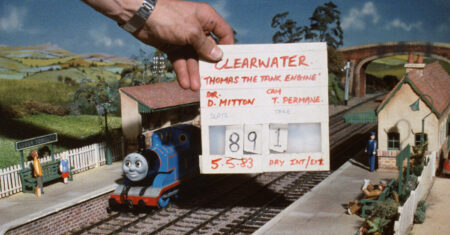 CLEARWATER.
'THOMAS THE TANK ENGINE'
DIR. CAM
D. MITTON T. PERMANE.
SLATE TAKE
89 1
5.5.83 DAY INT/EXT